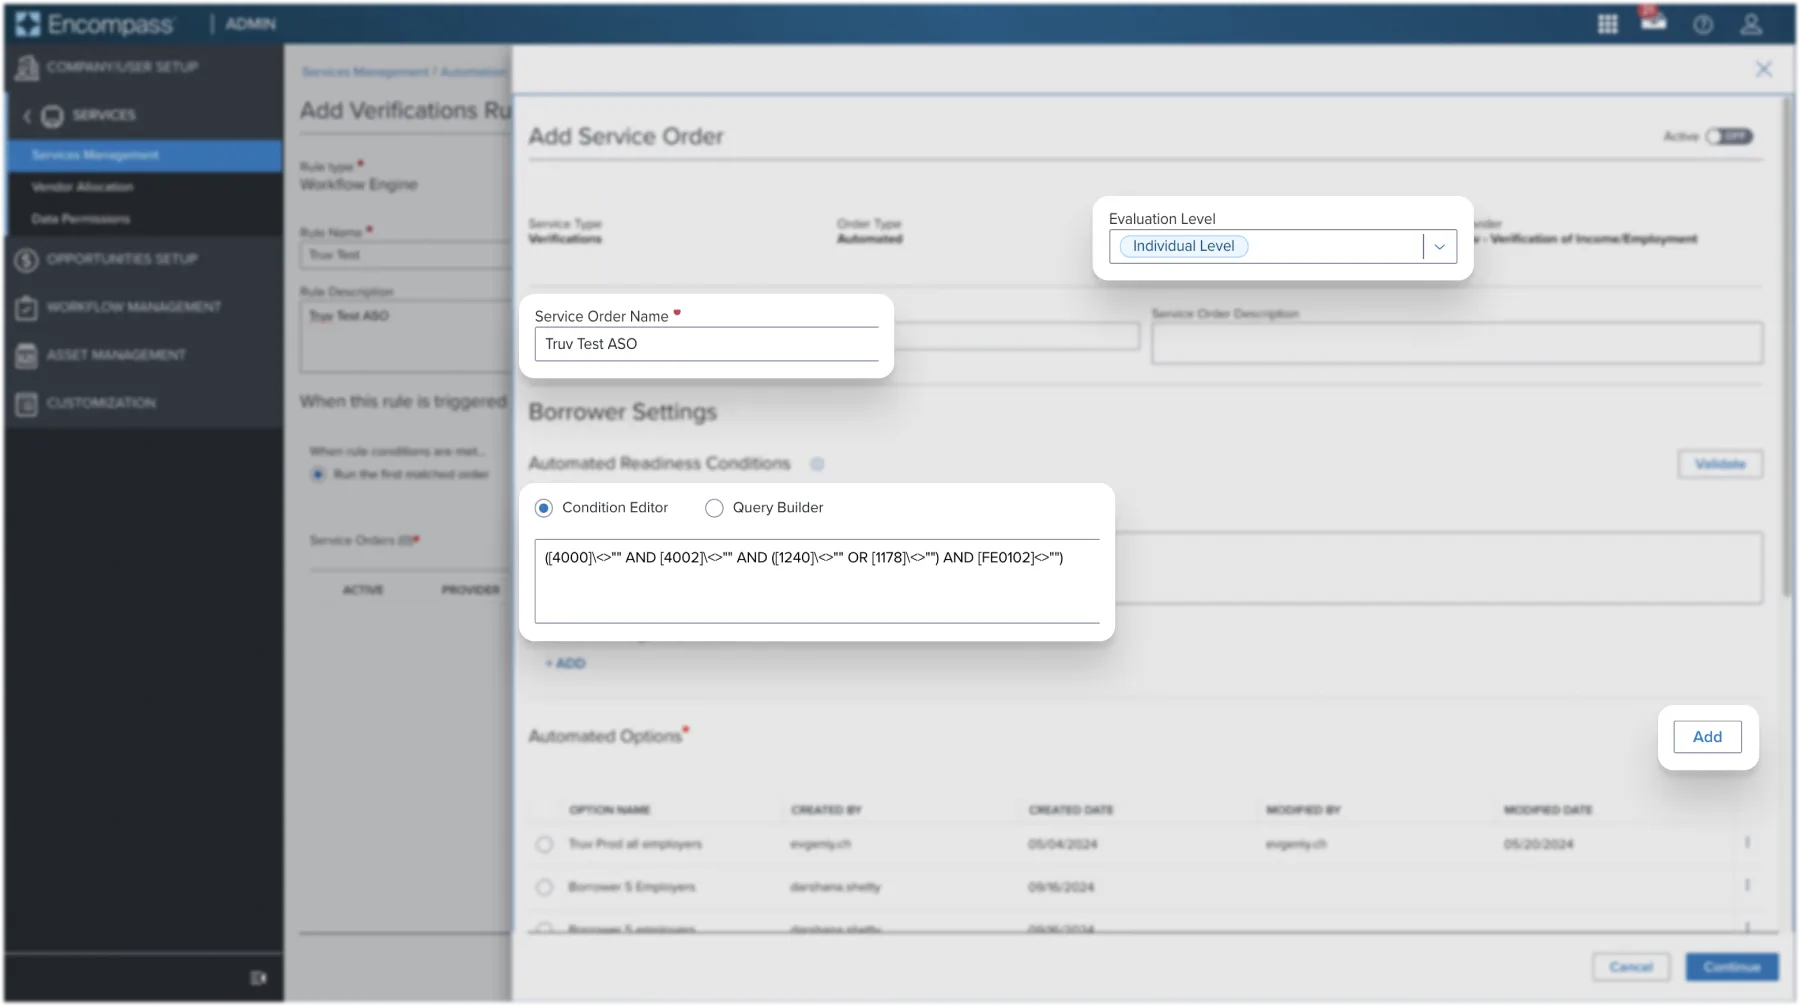 Encompass | ADMIN
COMPANY/USER SETUP
SERVICES
Services Management
Vendor Allocation
Data Permissions
OPPORTUNITIES SETUP
WORKFLOW MANAGEMENT
ASSET MANAGEMENT
CUSTOMIZATION
Services Management / Automation
Add Verifications Ru
Rule type *
Workflow Engine
Rule Name *
Truv Test
Rule Description
Truv Test ASO
When this rule is triggered
When rule conditions are met...
Run the first matched order
Service Orders (0)*
ACTIVE PROVIDER
Add Service Order
Active OFF
Service Type
Verifications
Order Type
Automated
Evaluation Level
Individual Level
- Verification of Income/Employment
Service Order Name *
Truv Test ASO
Service Order Description
Borrower Settings
Automated Readiness Conditions
Validate
Condition Editor Query Builder
([4000]\<>"" AND [4002]\<>"" AND ([1240]\<>"" OR [1178]\<>"") AND [FE0102]<>"")
+ ADD
Automated Options*
Add
OPTION NAME CREATED BY CREATED DATE MODIFIED BY MODIFIED DATE
Truv Prod all employers evgeniy.ch 05/04/2024 evgeniy.ch 05/20/2024
Borrower 5 Employers darshana.shetty 09/16/2024
Borrower 5 employers darshana.shetty 09/16/2024
Cancel Continue